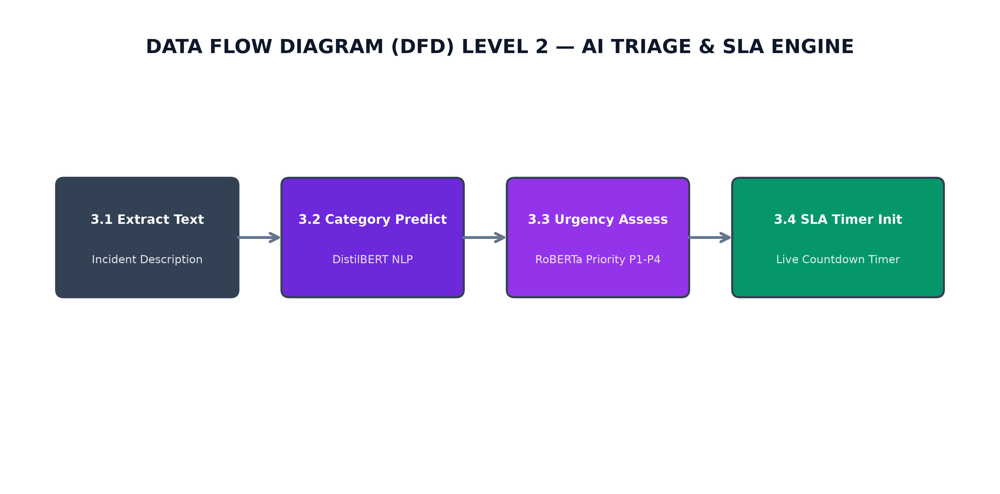 DATA FLOW DIAGRAM (DFD) LEVEL 2 — AI TRIAGE & SLA ENGINE
3.1 Extract Text
Incident Description
3.2 Category Predict
DistilBERT NLP
3.3 Urgency Assess
RoBERTa Priority P1-P4
3.4 SLA Timer Init
Live Countdown Timer